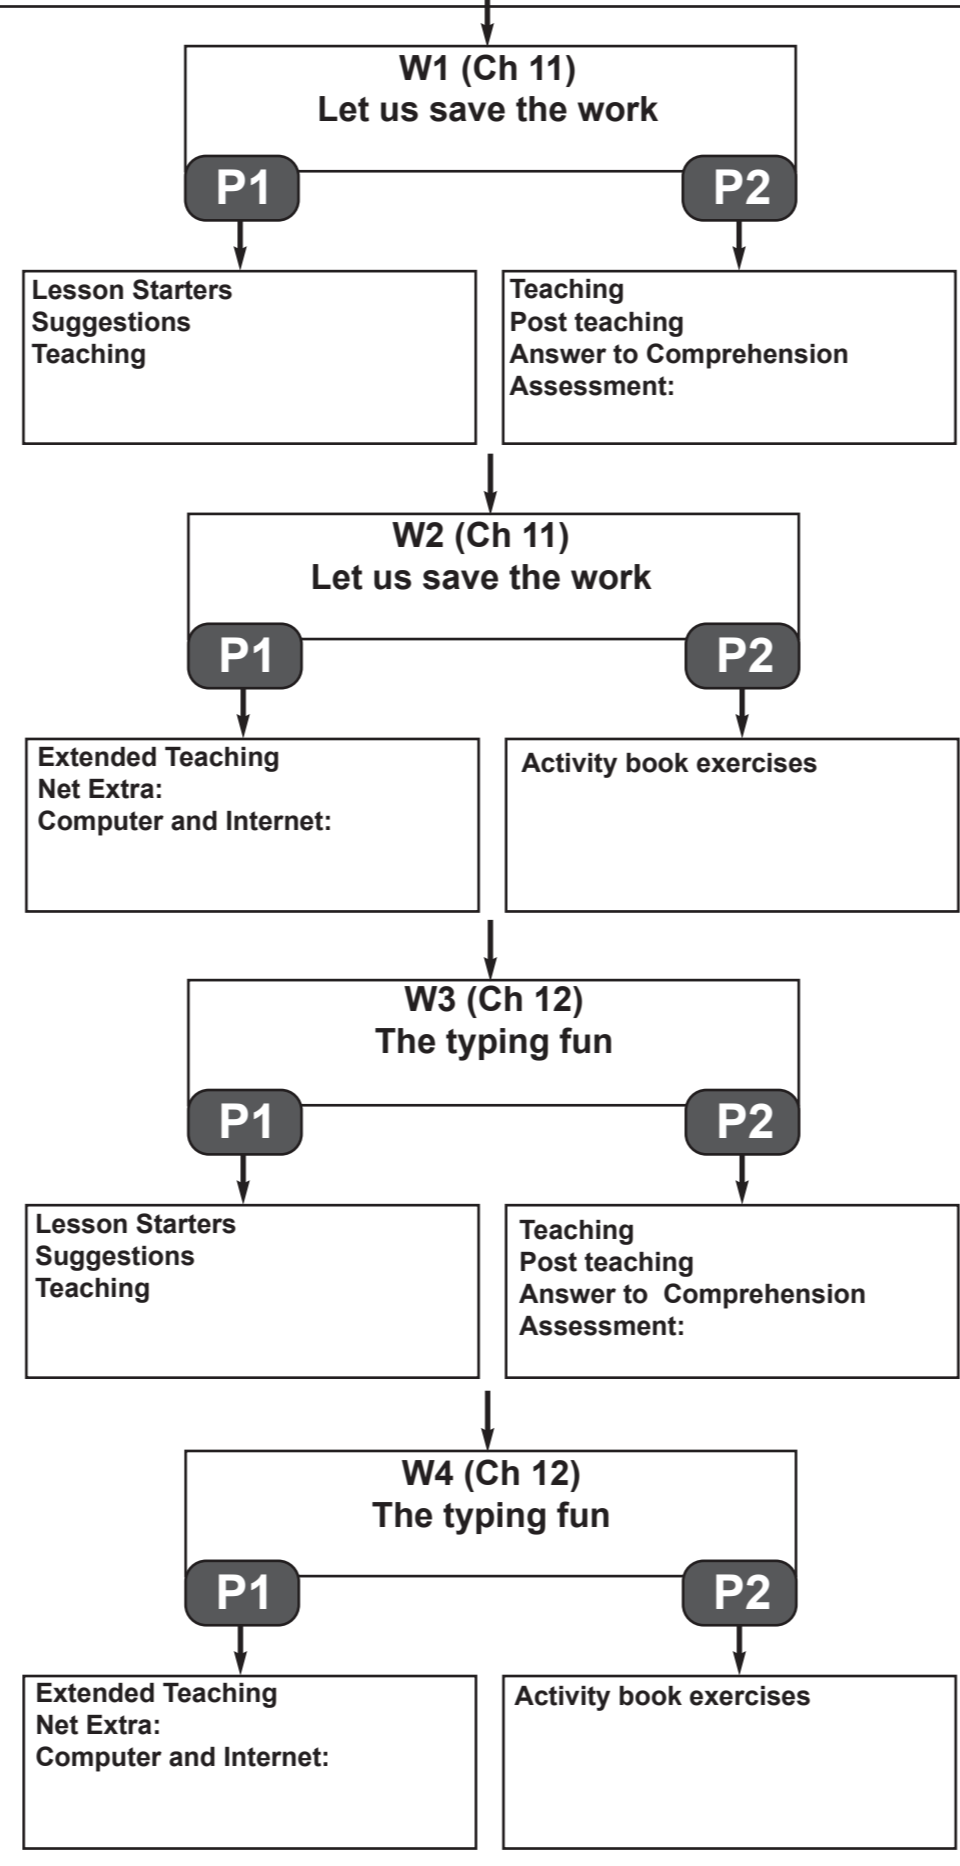 W1 (Ch 11)
Let us save the work
P1
P2
Lesson Starters
Suggestions
Teaching
Teaching
Post teaching
Answer to Comprehension
Assessment:
W2 (Ch 11)
Let us save the work
P1
P2
Extended Teaching
Net Extra:
Computer and Internet:
Activity book exercises
W3 (Ch 12)
The typing fun
P1
P2
Lesson Starters
Suggestions
Teaching
Teaching
Post teaching
Answer to  Comprehension
Assessment:
W4 (Ch 12)
The typing fun
P1
P2
Extended Teaching
Net Extra:
Computer and Internet:
Activity book exercises